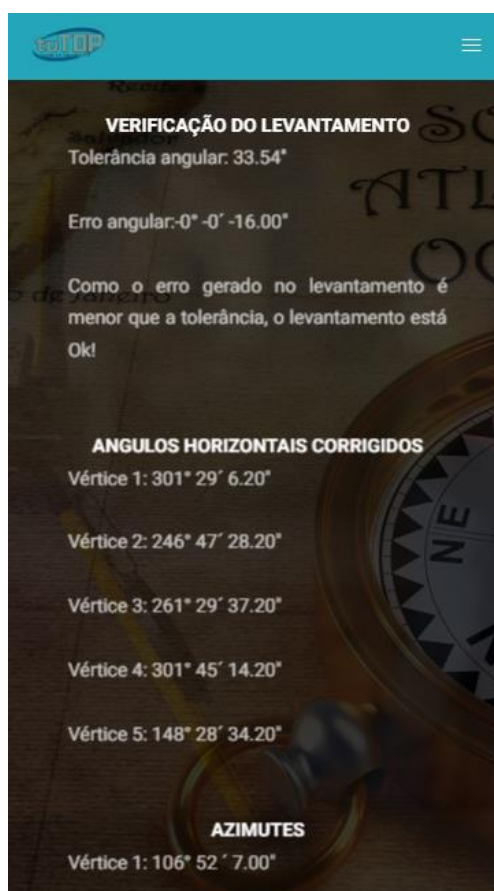 tuTOP
VERIFICAÇÃO DO LEVANTAMENTO
Tolerância angular: 33.54"
Erro angular:-0° -0´ -16.00"
Como o erro gerado no levantamento é
menor que a tolerância, o levantamento está
Ok!
ANGULOS HORIZONTAIS CORRIGIDOS
Vértice 1: 301° 29´ 6.20"
Vértice 2: 246° 47´ 28.20"
Vértice 3: 261° 29´ 37.20"
Vértice 4: 301° 45´ 14.20"
Vértice 5: 148° 28´ 34.20"
AZIMUTES
Vértice 1: 106° 52 ´ 7.00"
NE